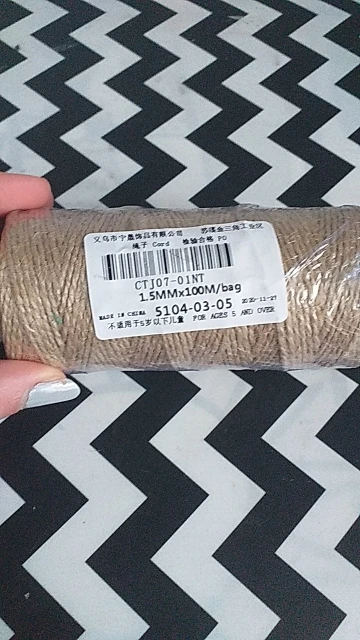 义乌市宁晟饰品有限公司 苏溪金三角工业区
绳子 Cord 检验合格 PD
CTJ07-01NT
1.5MMx100M/bag
MADE IN CHINA 5104-03-05 2020-11-27
不适用于5岁以下儿童 FOR AGES 5 AND OVER